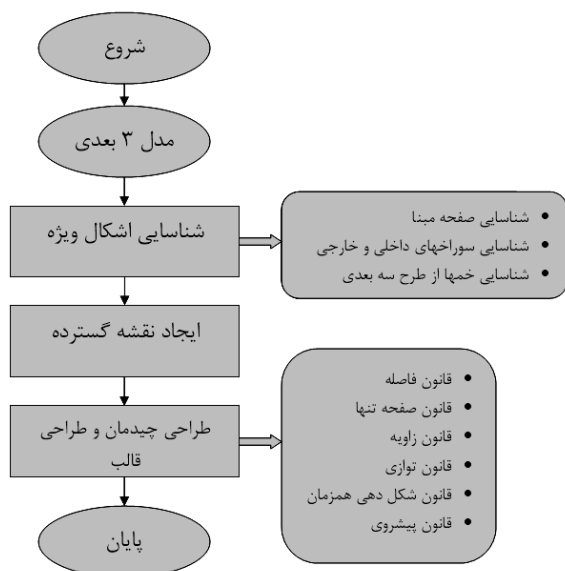 شروع
مدل ۳ بعدی
شناسایی اشکال ویژه
شناسایی صفحه مبنا
شناسایی سوراخهای داخلی و خارجی
شناسایی خمها از طرح سه بعدی
ایجاد نقشه گسترده
طراحی چیدمان و طراحی
قالب
قانون فاصله
قانون صفحه تنها
قانون زاویه
قانون توازی
قانون شکل دهی همزمان
قانون پیشروی
پایان